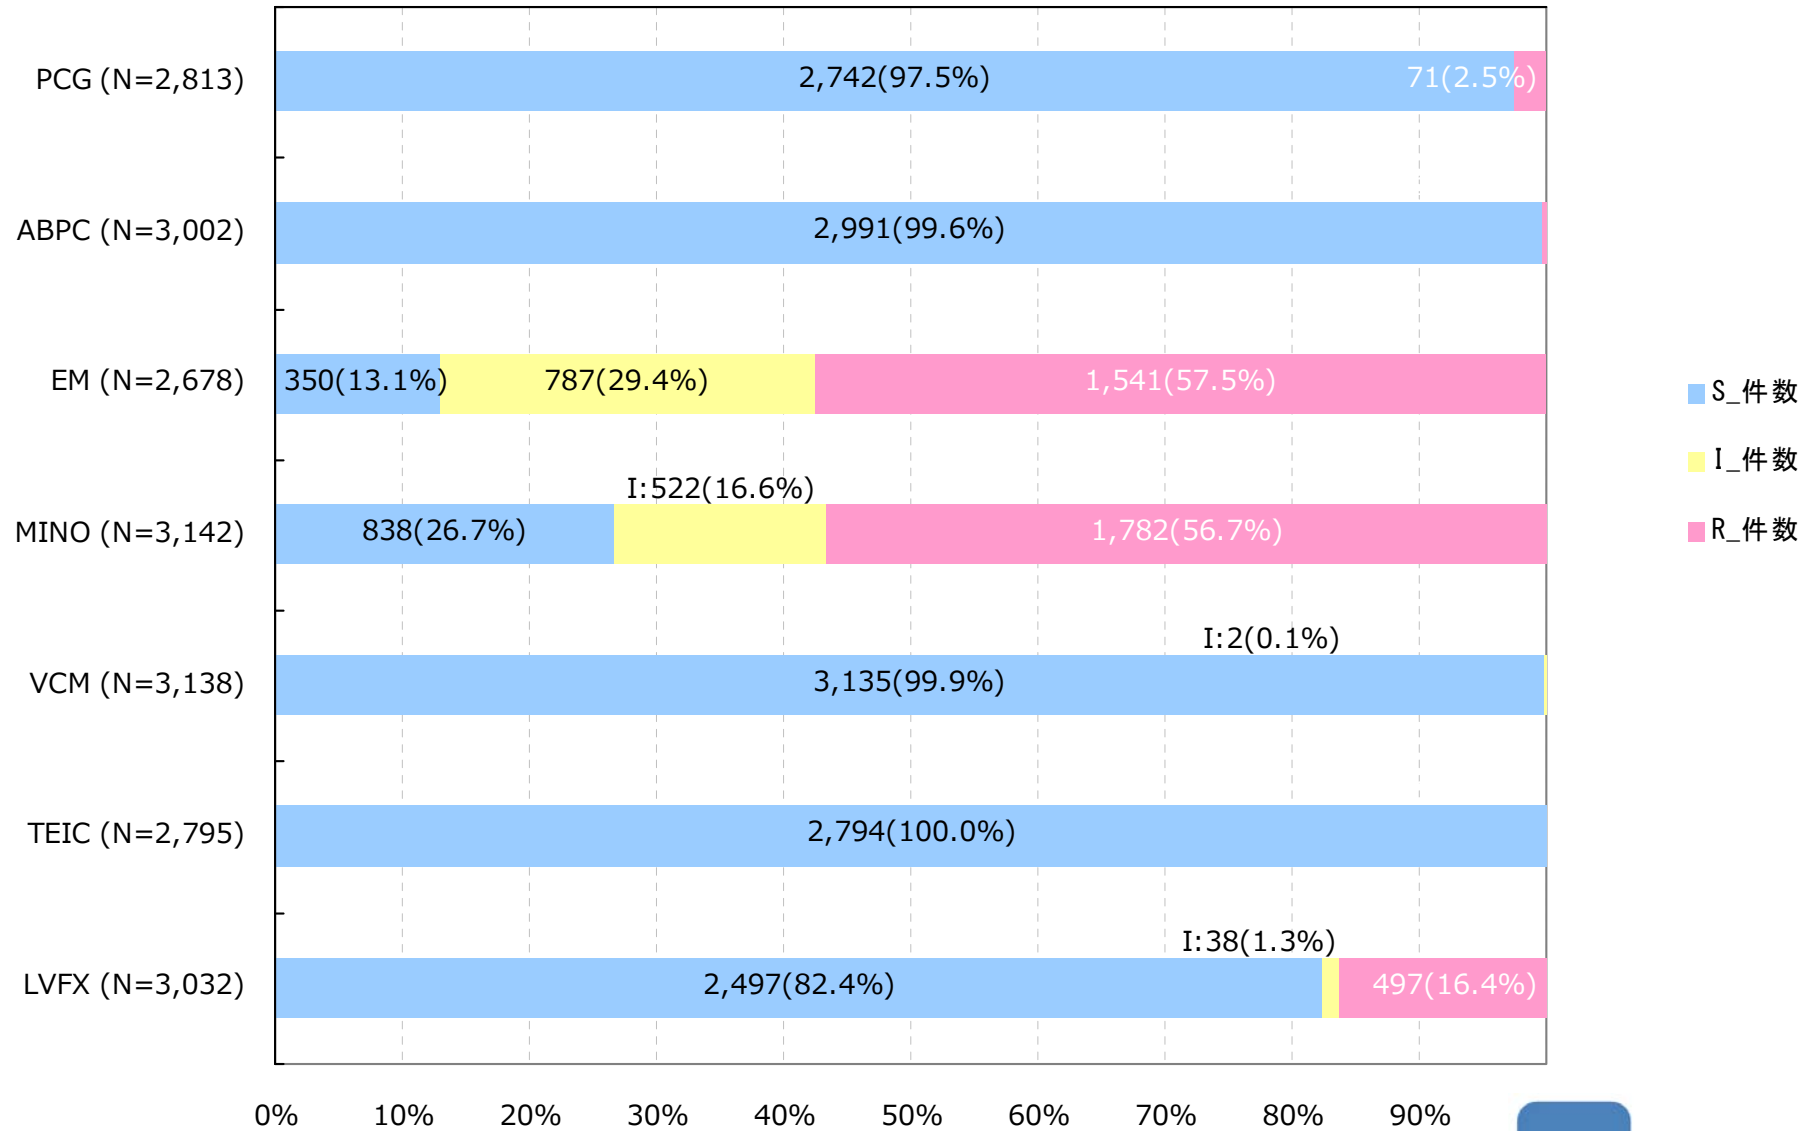 PCG (N=2,813)
2,742(97.5%)
71(2.5%)
ABPC (N=3,002)
2,991(99.6%)
EM (N=2,678)
350(13.1%)
787(29.4%)
1,541(57.5%)
I:522(16.6%)
MINO (N=3,142)
838(26.7%)
1,782(56.7%)
I:2(0.1%)
VCM (N=3,138)
3,135(99.9%)
TEIC (N=2,795)
2,794(100.0%)
I:38(1.3%)
LVFX (N=3,032)
2,497(82.4%)
497(16.4%)
0%
10%
20%
30%
40%
50%
60%
70%
80%
90%
S_件数
I_件数
R_件数